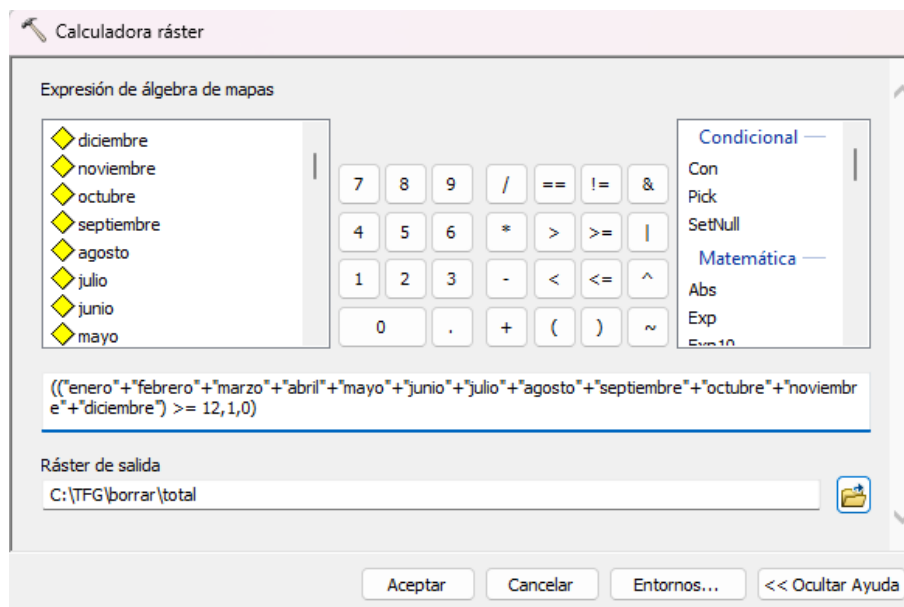 Calculadora ráster
Expresión de álgebra de mapas
diciembre
noviembre
octubre
septiembre
agosto
julio
junio
mayo
7 8 9 / == != &
4 5 6 * > >= |
1 2 3 - < <= ^
0 . + ( ) ~
Condicional
Con
Pick
SetNull
Matemática
Abs
Exp
Exp10
(("enero"+"febrero"+"marzo"+"abril"+"mayo"+"junio"+"julio"+"agosto"+"septiembre"+"octubre"+"noviembr
e"+"diciembre") >= 12,1,0)
Ráster de salida
C:\TFG\borrar\total
Aceptar Cancelar Entornos... << Ocultar Ayuda